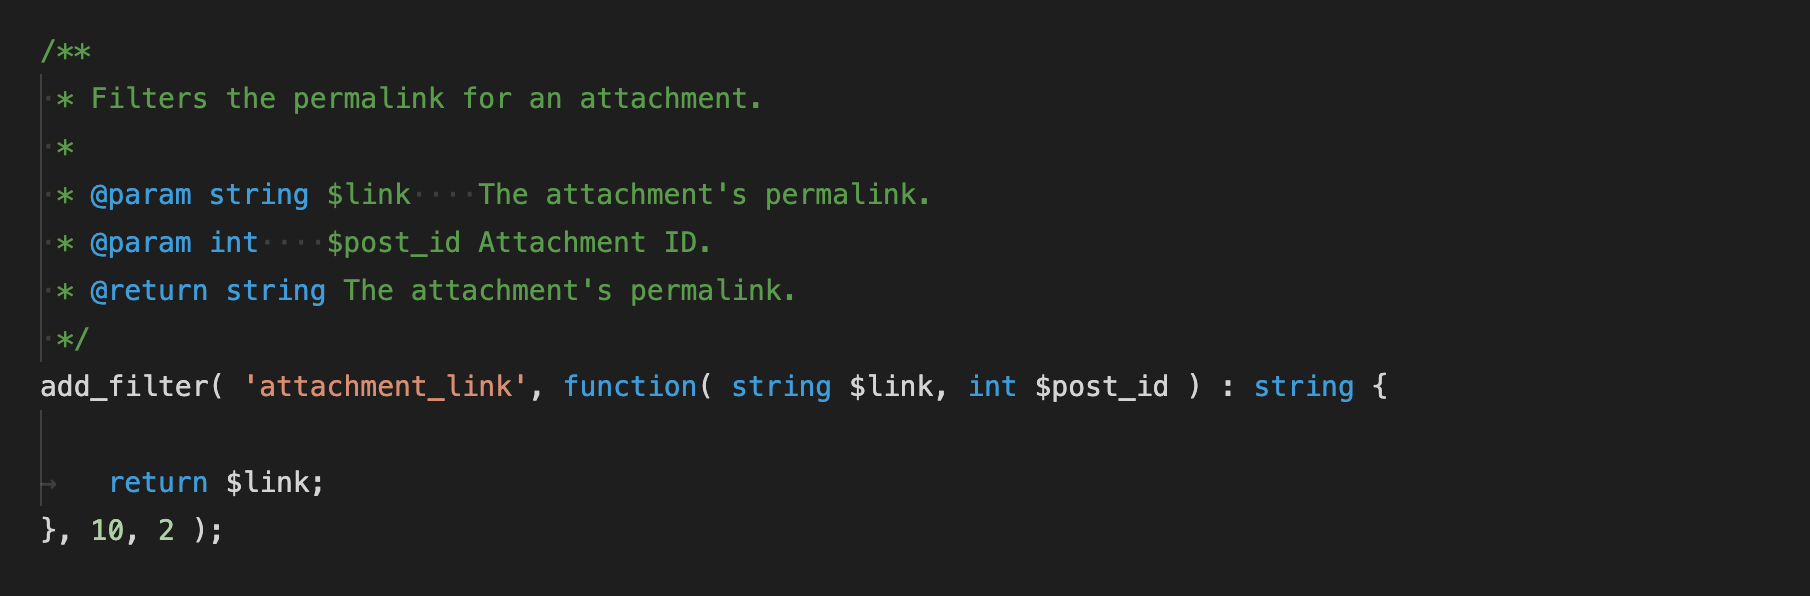 /**
 * Filters the permalink for an attachment.
 *
 * @param string $link    The attachment's permalink.
 * @param int    $post_id Attachment ID.
 * @return string The attachment's permalink.
 */
add_filter( 'attachment_link', function( string $link, int $post_id ) : string {
    return $link;
}, 10, 2 );